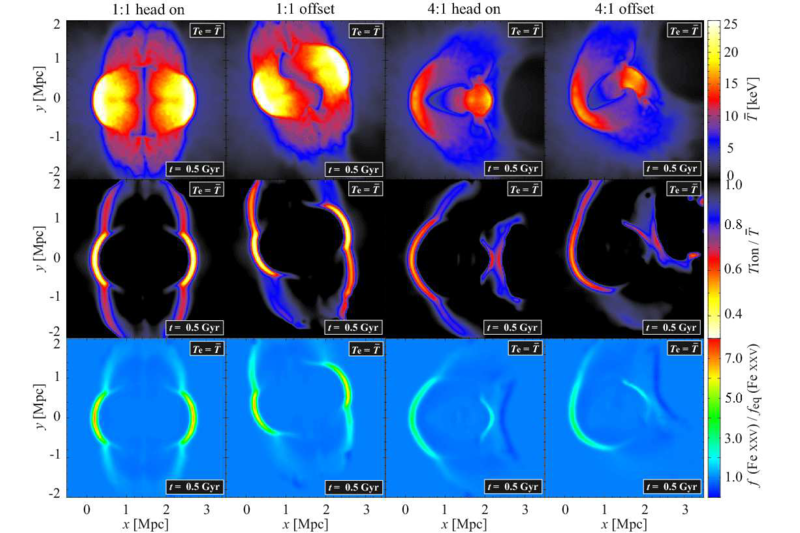 1:1 head on 1:1 offset 4:1 head on 4:1 offset
2 Te = T̅ Te = T̅ Te = T̅ Te = T̅ 25
1 20
y [Mpc] 0 15 T̅ [keV]
-1 10
5
-2 t = 0.5 Gyr t = 0.5 Gyr t = 0.5 Gyr t = 0.5 Gyr 0
2 Te = T̅ Te = T̅ Te = T̅ Te = T̅ 1.0
1 0.8
y [Mpc] 0 0.6 Tion / T̅
-1 0.4
-2 t = 0.5 Gyr t = 0.5 Gyr t = 0.5 Gyr t = 0.5 Gyr
2 Te = T̅ Te = T̅ Te = T̅ Te = T̅
1 7.0
y [Mpc] 0 5.0 f (Fe XXV) / feq (Fe XXV)
-1 3.0
-2 t = 0.5 Gyr t = 0.5 Gyr t = 0.5 Gyr t = 0.5 Gyr 1.0
0 1 2 3 0 1 2 3 0 1 2 3 0 1 2 3
x [Mpc] x [Mpc] x [Mpc] x [Mpc]